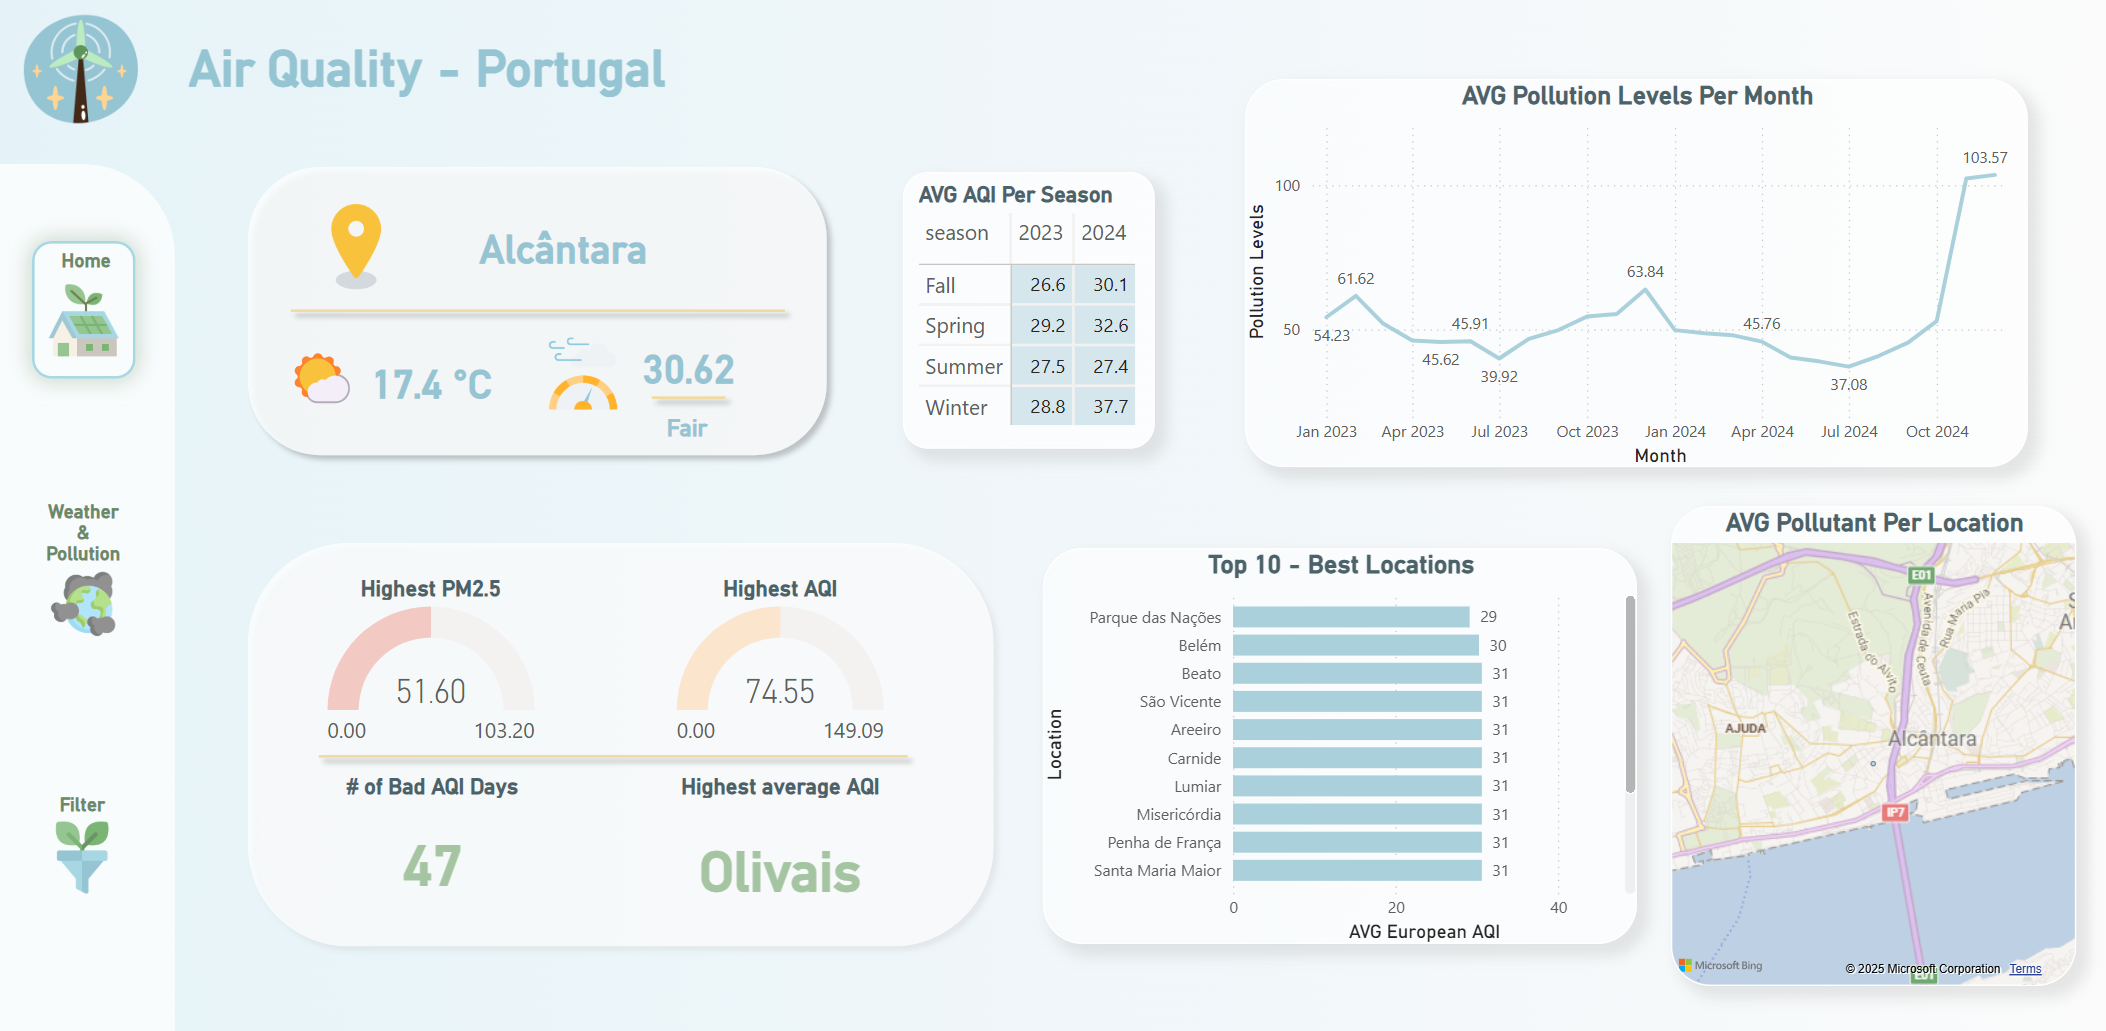 Air Quality - Portugal
Home
Weather
&
Pollution
Filter
Alcântara
17.4 °C
30.62
Fair
AVG AQI Per Season
season 2023 2024
Fall 26.6 30.1
Spring 29.2 32.6
Summer 27.5 27.4
Winter 28.8 37.7
AVG Pollution Levels Per Month
Pollution Levels
100
50
54.23
61.62
45.62
45.91
39.92
63.84
45.76
37.08
103.57
Jan 2023 Apr 2023 Jul 2023 Oct 2023 Jan 2024 Apr 2024 Jul 2024 Oct 2024
Month
Highest PM2.5
51.60
0.00 103.20
Highest AQI
74.55
0.00 149.09
# of Bad AQI Days
47
Highest average AQI
Olivais
Top 10 - Best Locations
Location
Parque das Nações 29
Belém 30
Beato 31
São Vicente 31
Areeiro 31
Carnide 31
Lumiar 31
Misericórdia 31
Penha de França 31
Santa Maria Maior 31
0 20 40
AVG European AQI
AVG Pollutant Per Location
E01
Estrada do Alvito
Avenida de Ceuta
Rua Maria Pia
AJUDA
Alcântara
IP7
E01
Microsoft Bing
© 2025 Microsoft Corporation Terms